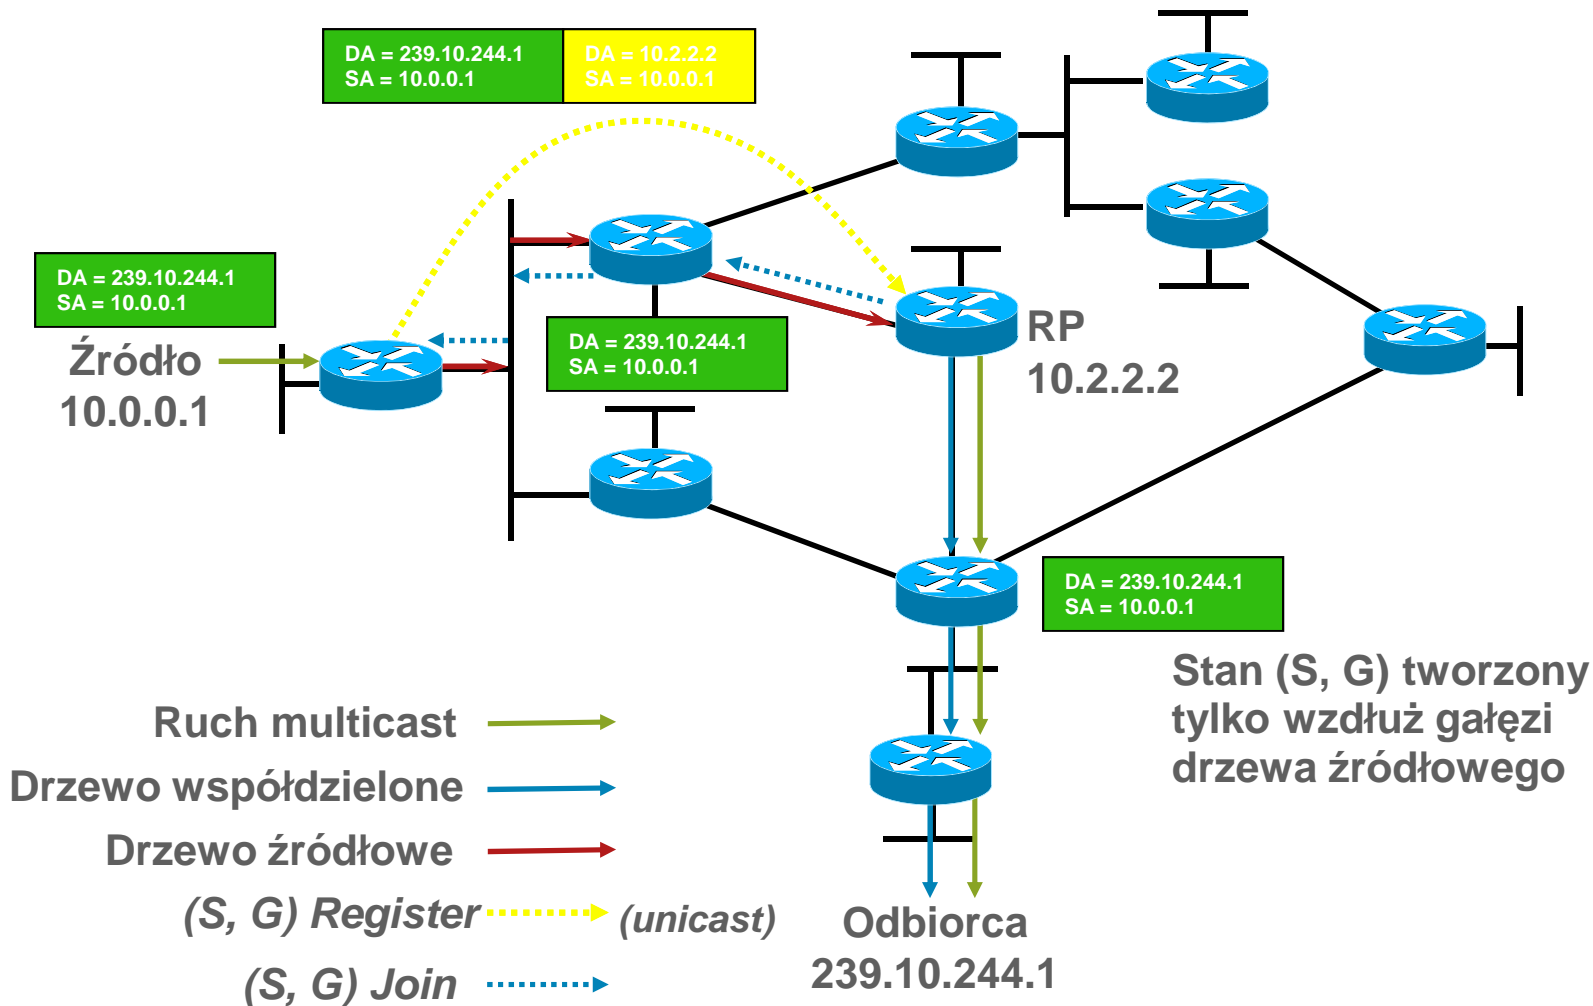 DA = 239.10.244.1
SA = 10.0.0.1
DA = 10.2.2.2
SA = 10.0.0.1
DA = 239.10.244.1
SA = 10.0.0.1
Źródło
10.0.0.1
DA = 239.10.244.1
SA = 10.0.0.1
RP
10.2.2.2
DA = 239.10.244.1
SA = 10.0.0.1
Stan (S, G) tworzony
tylko wzdłuż gałęzi
drzewa źródłowego
Ruch multicast
Drzewo współdzielone
Drzewo źródłowe
(S, G) Register (unicast)
(S, G) Join
Odbiorca
239.10.244.1